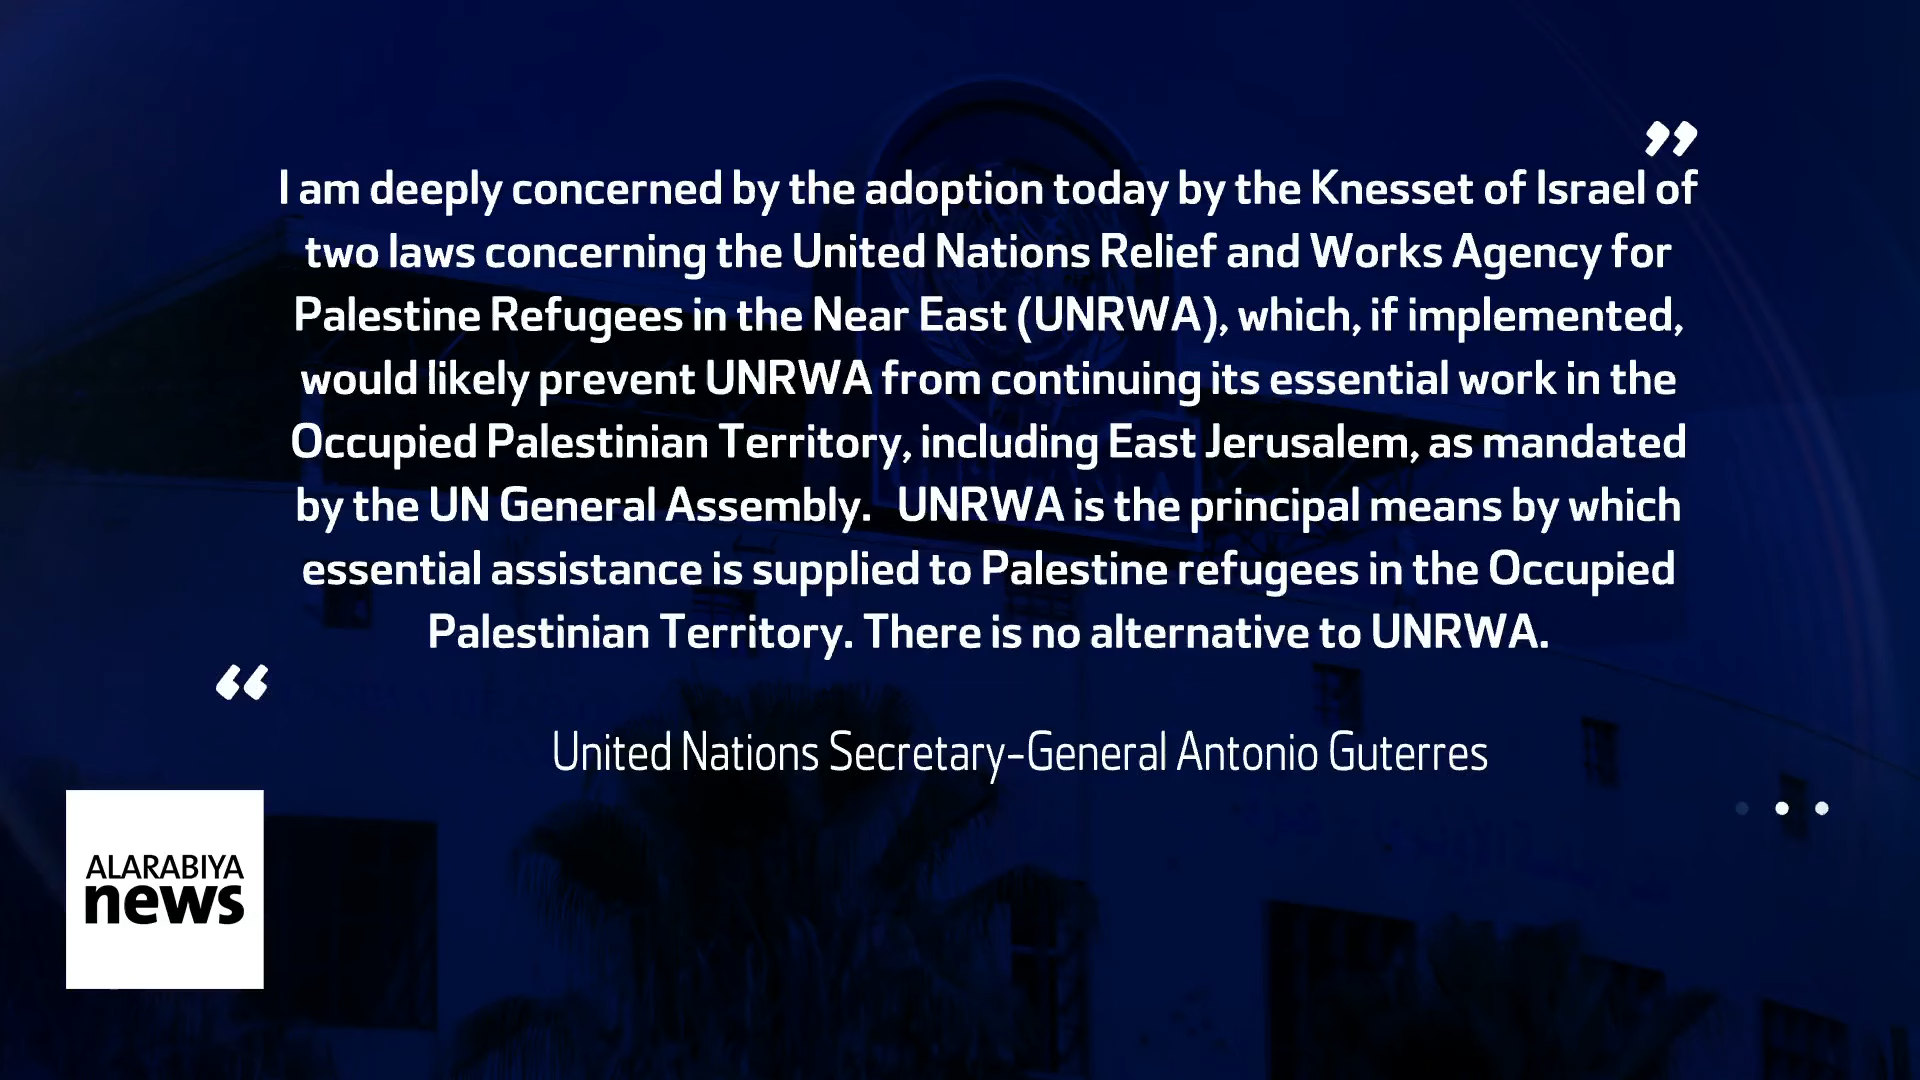 ”
I am deeply concerned by the adoption today by the Knesset of Israel of
two laws concerning the United Nations Relief and Works Agency for
Palestine Refugees in the Near East (UNRWA), which, if implemented,
would likely prevent UNRWA from continuing its essential work in the
Occupied Palestinian Territory, including East Jerusalem, as mandated
by the UN General Assembly.   UNRWA is the principal means by which
essential assistance is supplied to Palestine refugees in the Occupied
Palestinian Territory. There is no alternative to UNRWA.
“
United Nations Secretary-General Antonio Guterres
ALARABIYA
news